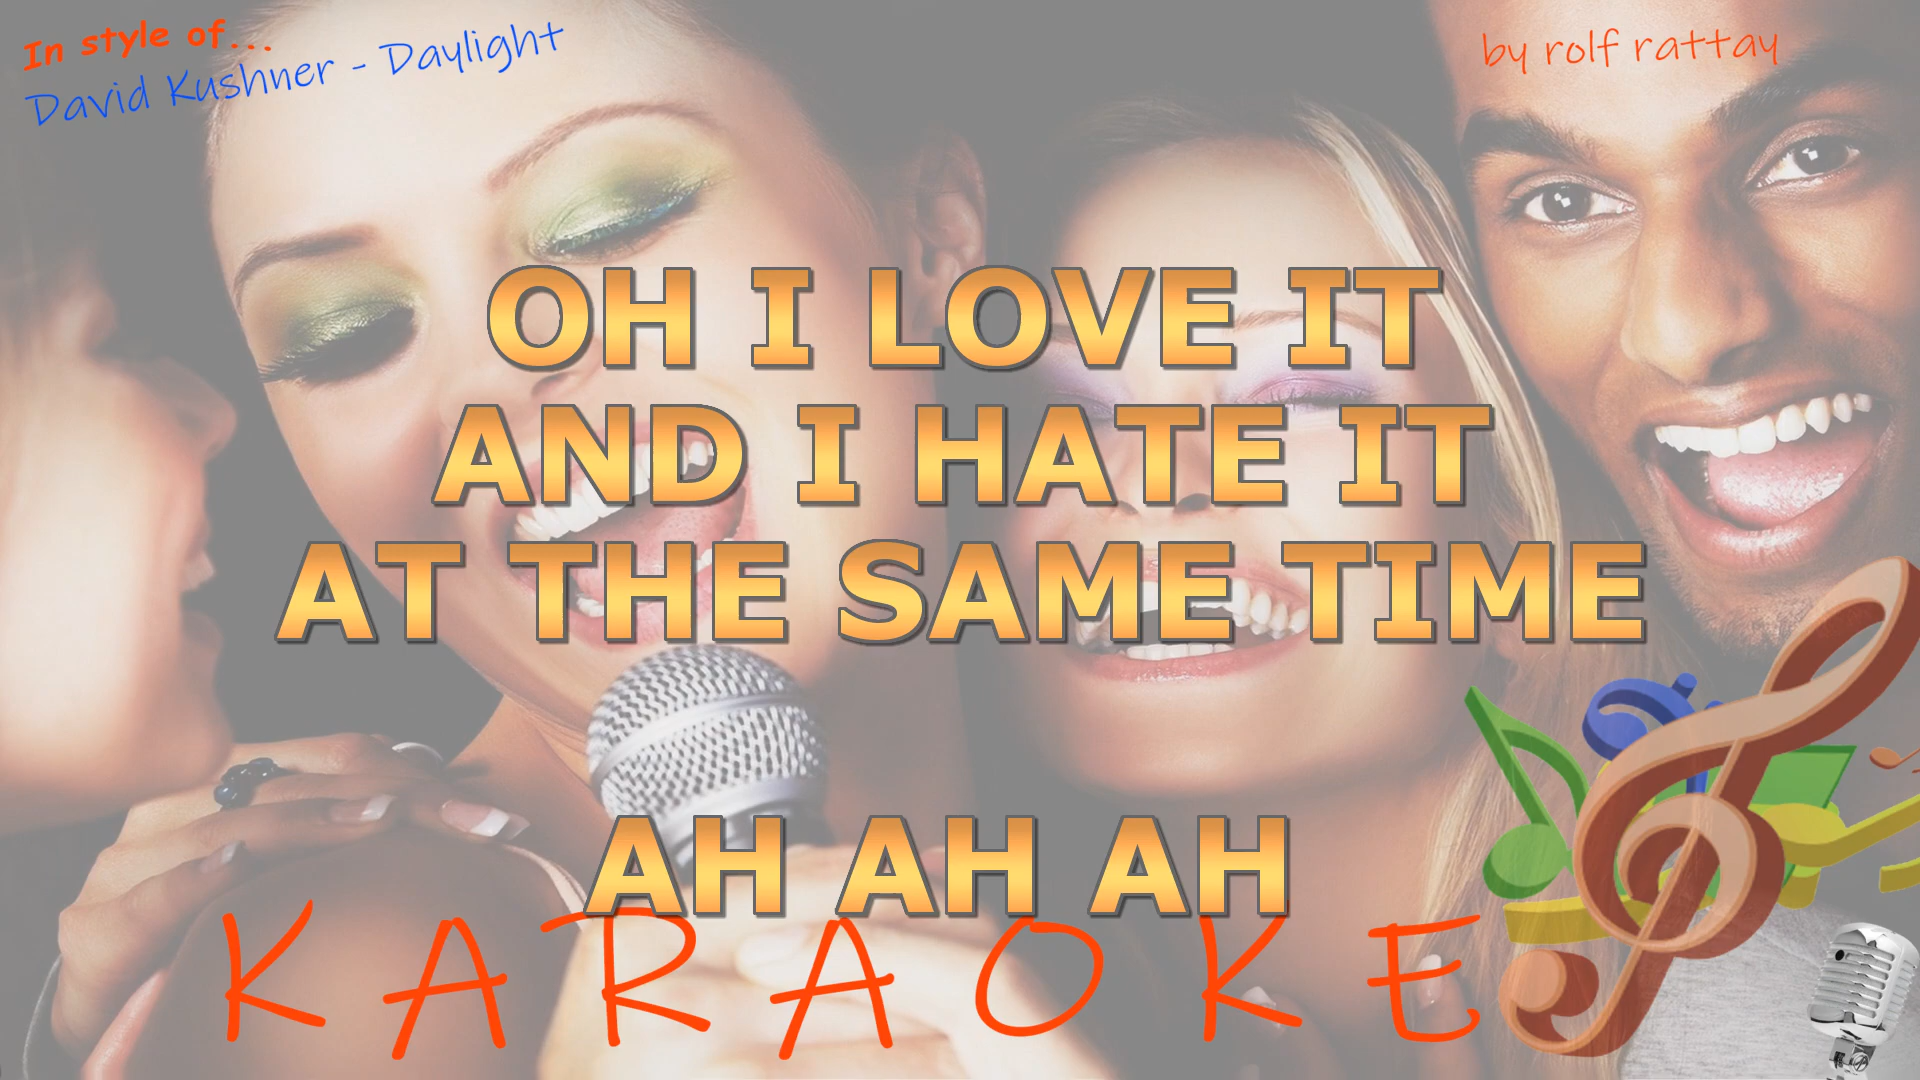 In style of...
David Kushner - Daylight
by rolf rattay
OH I LOVE IT
AND I HATE IT
AT THE SAME TIME
AH AH AH
KARAOKE